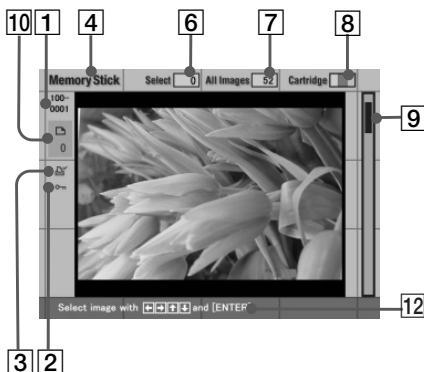 10 1 4 6 7 8
Memory Stick Select 0 All Images 52 Cartridge
100-
0001
9
0
Select image with ←→↑↓ and [ENTER]
12
3 2